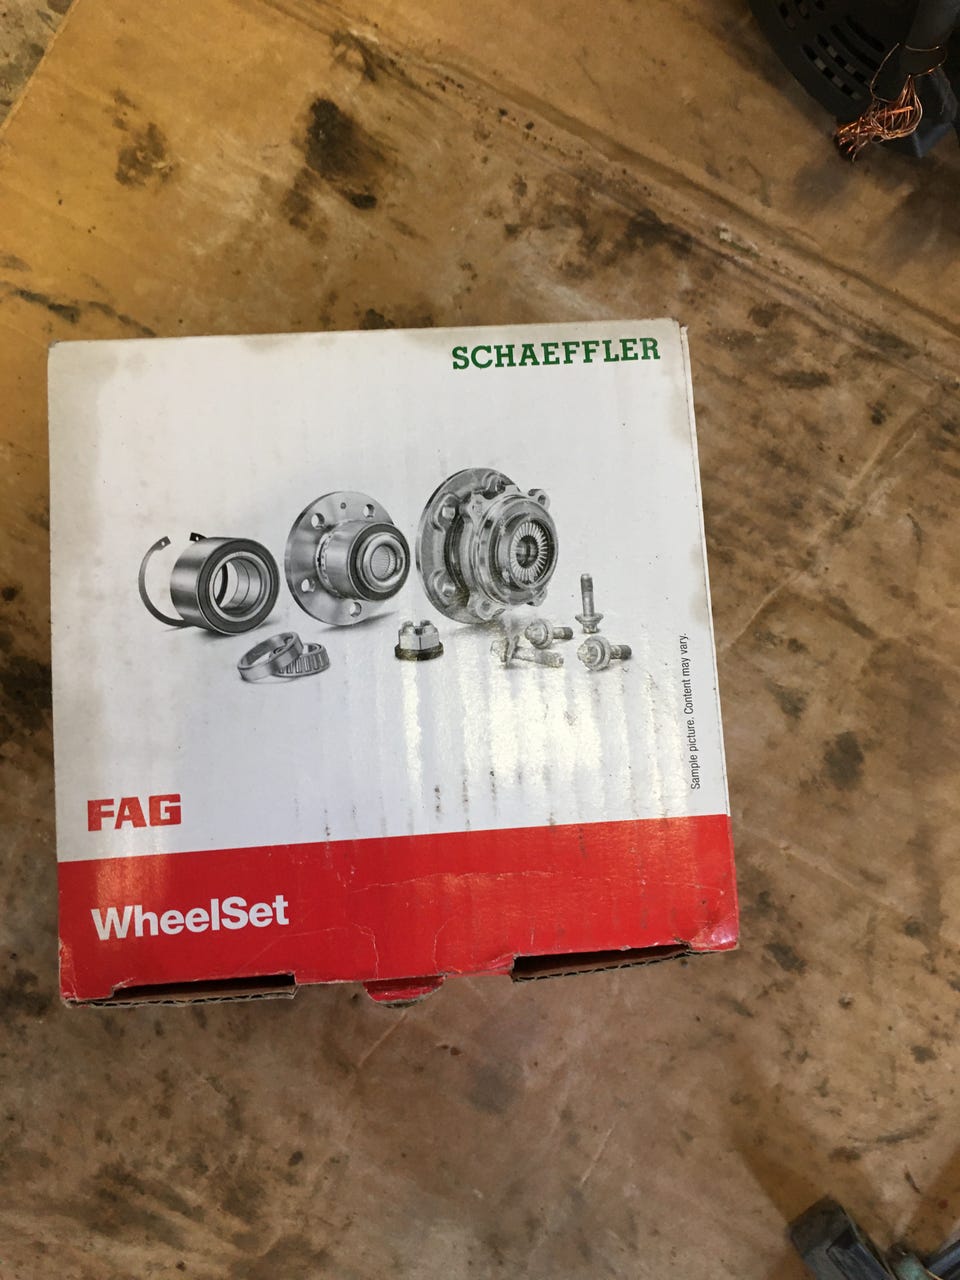 SCHAEFFLER
Sample picture. Content may vary.
FAG
WheelSet